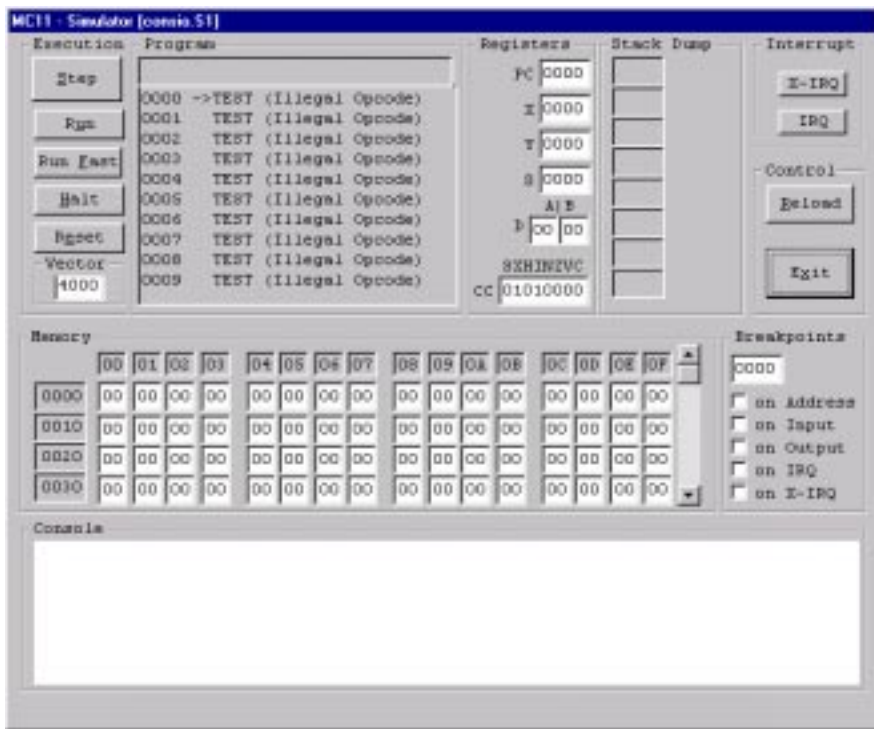 MC11 - Simulator [consio.S1]
Execution
Step
Run
Run Fast
Halt
Reset
Vector
4000
Program
0000 ->TEST (Illegal Opcode)
0001 TEST (Illegal Opcode)
0002 TEST (Illegal Opcode)
0003 TEST (Illegal Opcode)
0004 TEST (Illegal Opcode)
0005 TEST (Illegal Opcode)
0006 TEST (Illegal Opcode)
0007 TEST (Illegal Opcode)
0008 TEST (Illegal Opcode)
0009 TEST (Illegal Opcode)
Registers
PC 0000
X 0000
Y 0000
S 0000
A|B
D 00 00
SXHINZVC
CC 01010000
Stack Dump
Interrupt
X-IRQ
IRQ
Control
Reload
Exit
Memory
00 01 02 03 04 05 06 07 08 09 0A 0B 0C 0D 0E 0F
0000 00 00 00 00 00 00 00 00 00 00 00 00 00 00 00 00
0010 00 00 00 00 00 00 00 00 00 00 00 00 00 00 00 00
0020 00 00 00 00 00 00 00 00 00 00 00 00 00 00 00 00
0030 00 00 00 00 00 00 00 00 00 00 00 00 00 00 00 00
Breakpoints
0000
on Address
on Input
on Output
on IRQ
on X-IRQ
Console